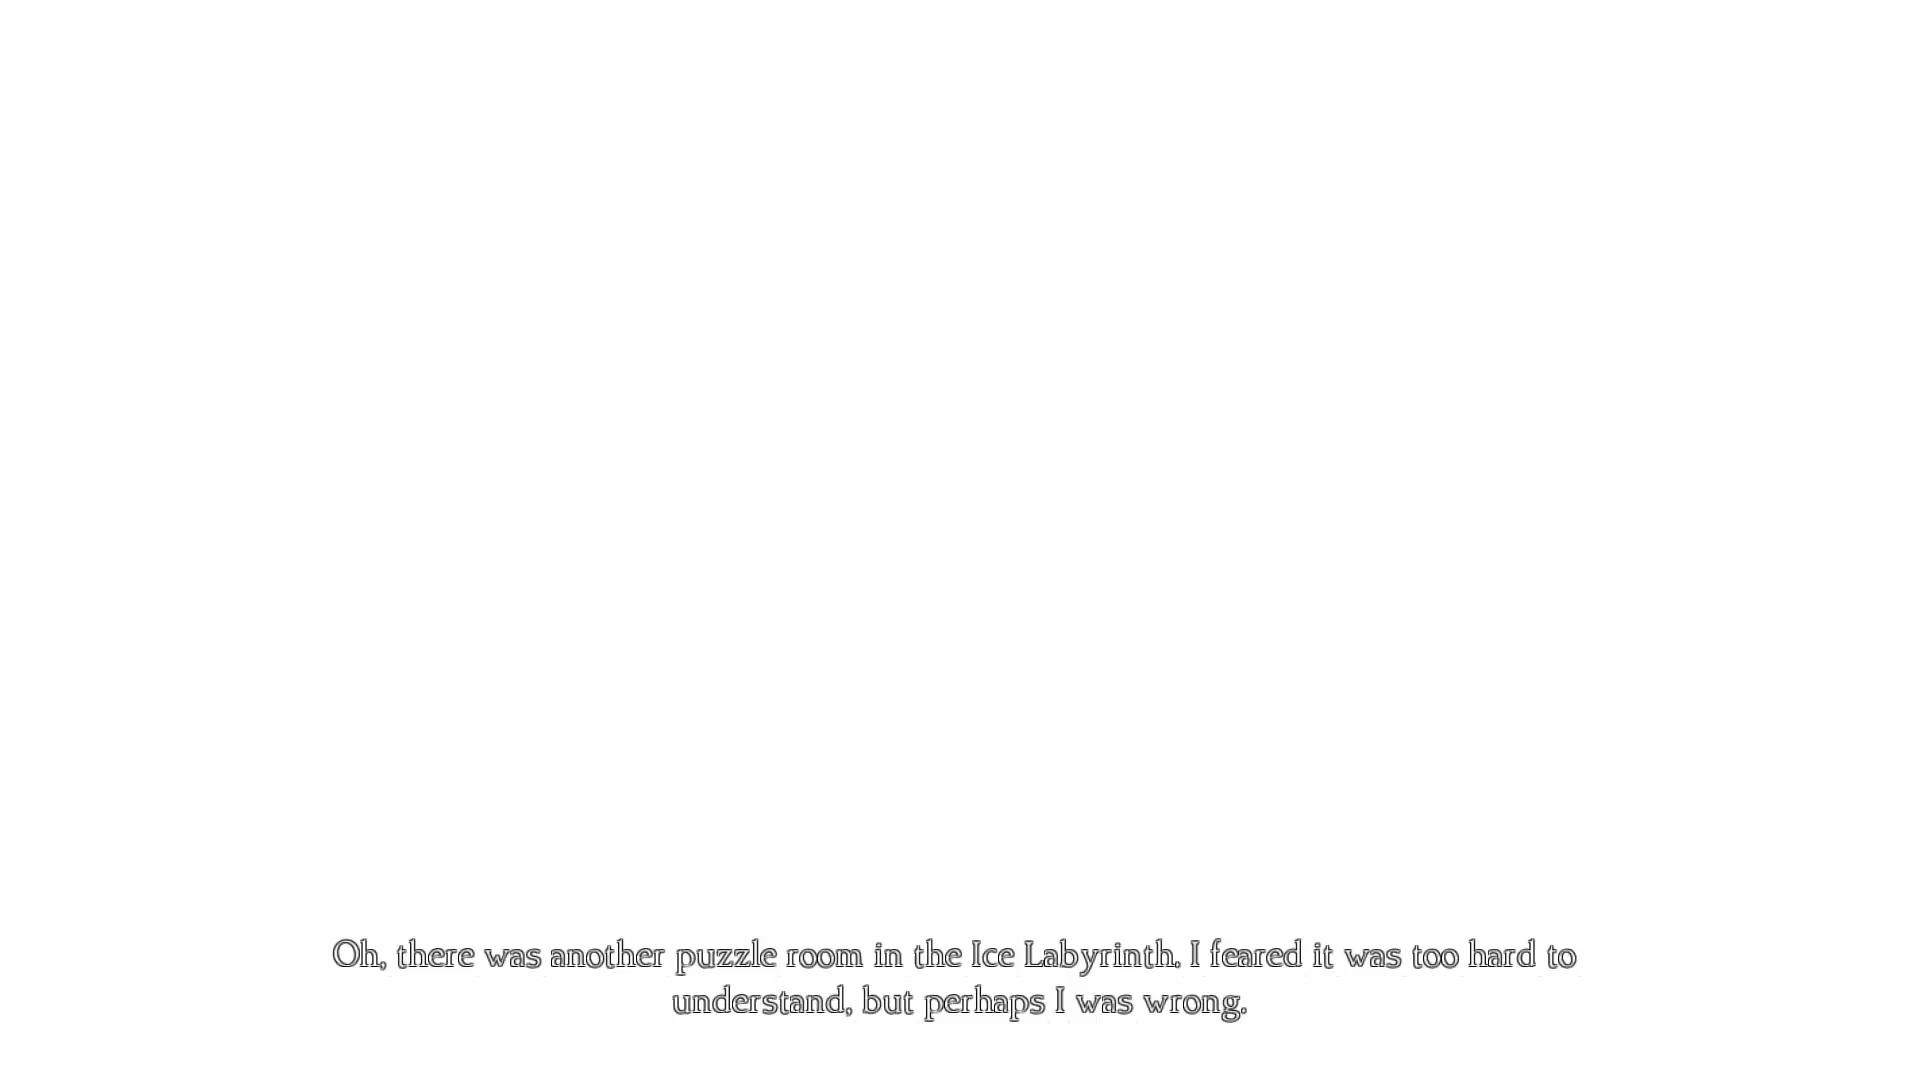 Oh, there was another puzzle room in the Ice Labyrinth. I feared it was too hard to
understand, but perhaps I was wrong.